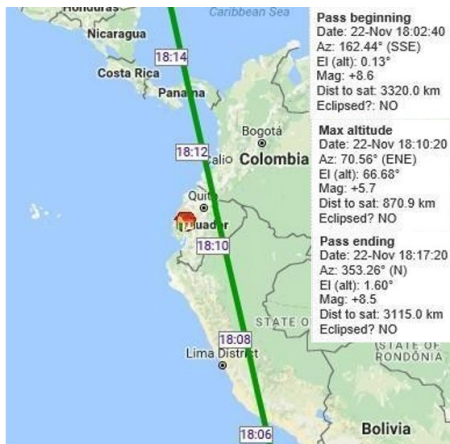 Honduras
Caribbean Sea
Nicaragua
18:14
Costa Rica
Panama
Bogotá
18:12
Calio
Colombia
Quito
Ecuador
18:10
18:08
Lima District
STATE O
STATE OF
RONDÔNIA
18:06
Bolivia
Pass beginning
Date: 22-Nov 18:02:40
Az: 162.44° (SSE)
El (alt): 0.13°
Mag: +8.6
Dist to sat: 3320.0 km
Eclipsed?: NO
Max altitude
Date: 22-Nov 18:10:20
Az: 70.56° (ENE)
El (alt): 66.68°
Mag: +5.7
Dist to sat: 870.9 km
Eclipsed? NO
Pass ending
Date: 22-Nov 18:17:20
Az: 353.26° (N)
El (alt): 1.60°
Mag: +8.5
Dist to sat: 3115.0 km
Eclipsed? NO